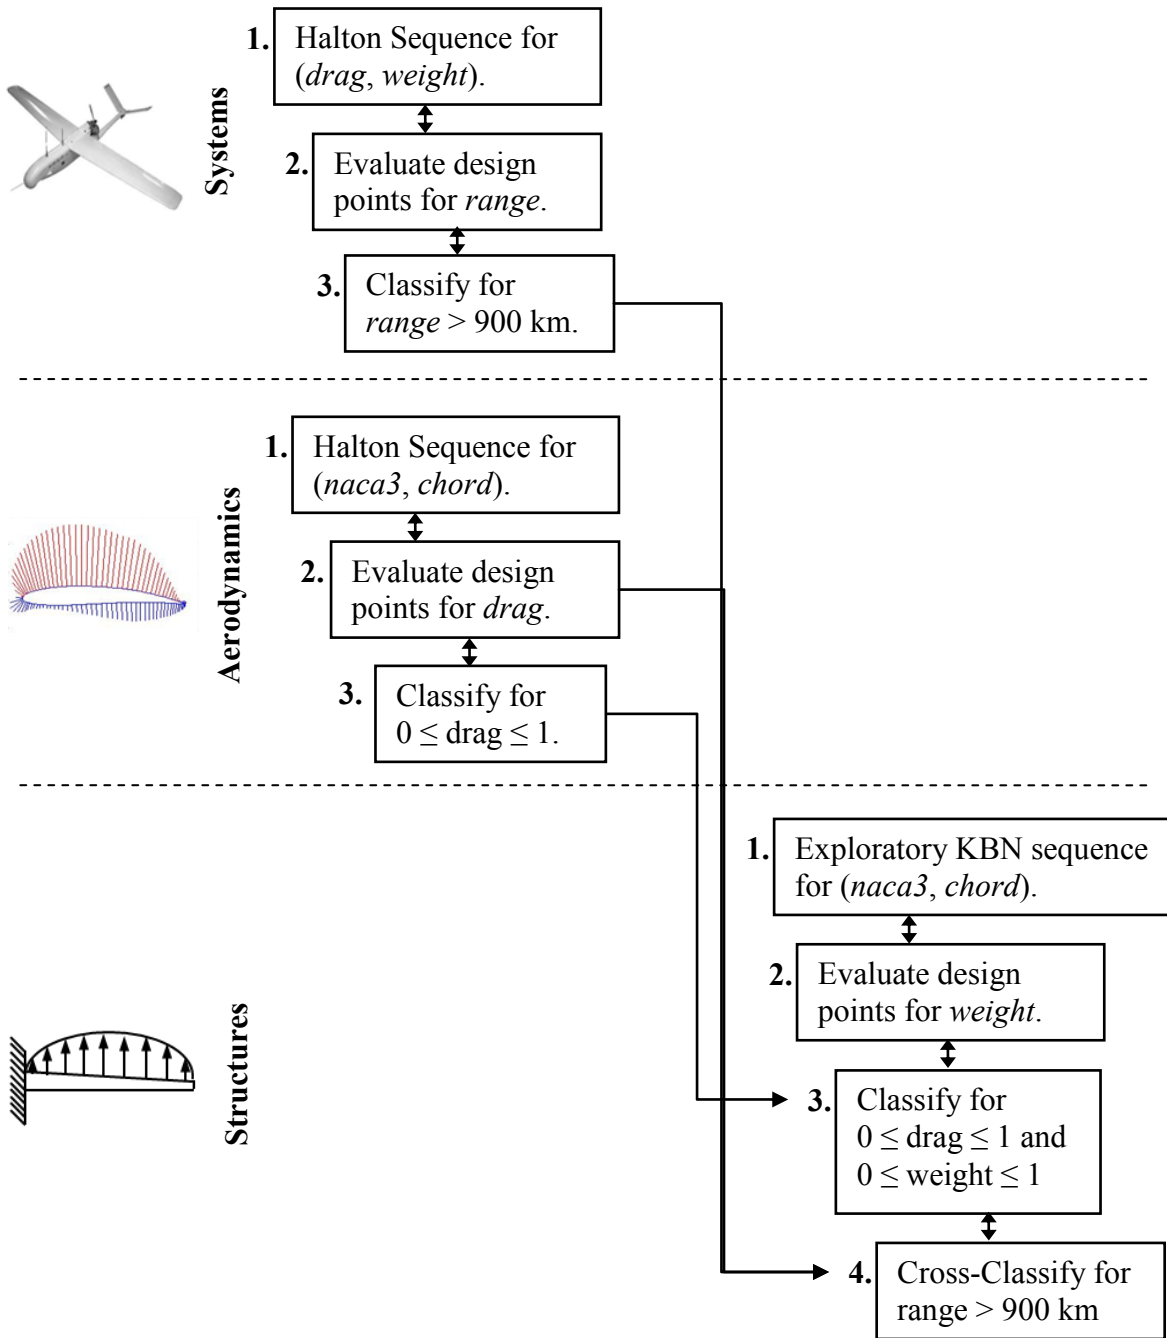 Systems
1. Halton Sequence for
(drag, weight).
2. Evaluate design
points for range.
3. Classify for
range > 900 km.
Aerodynamics
1. Halton Sequence for
(naca3, chord).
2. Evaluate design
points for drag.
3. Classify for
0 ≤ drag ≤ 1.
Structures
1. Exploratory KBN sequence
for (naca3, chord).
2. Evaluate design
points for weight.
3. Classify for
0 ≤ drag ≤ 1 and
0 ≤ weight ≤ 1
4. Cross-Classify for
range > 900 km